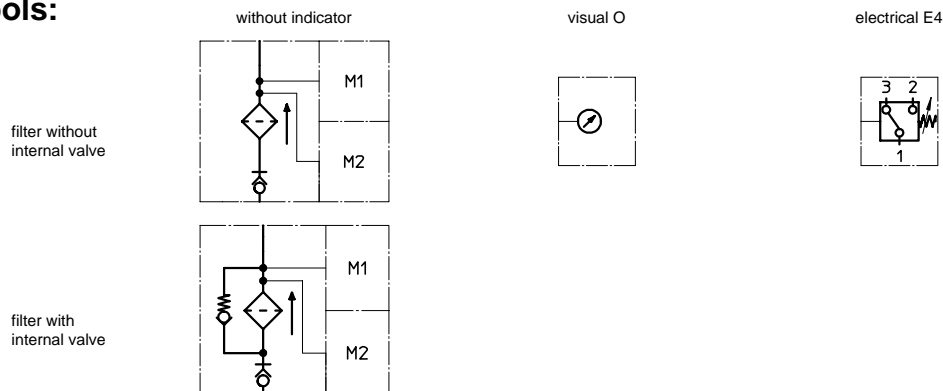 ools:
without indicator
visual O
electrical E4
filter without
internal valve
M1
M2
3 2
1
filter with
internal valve
M1
M2